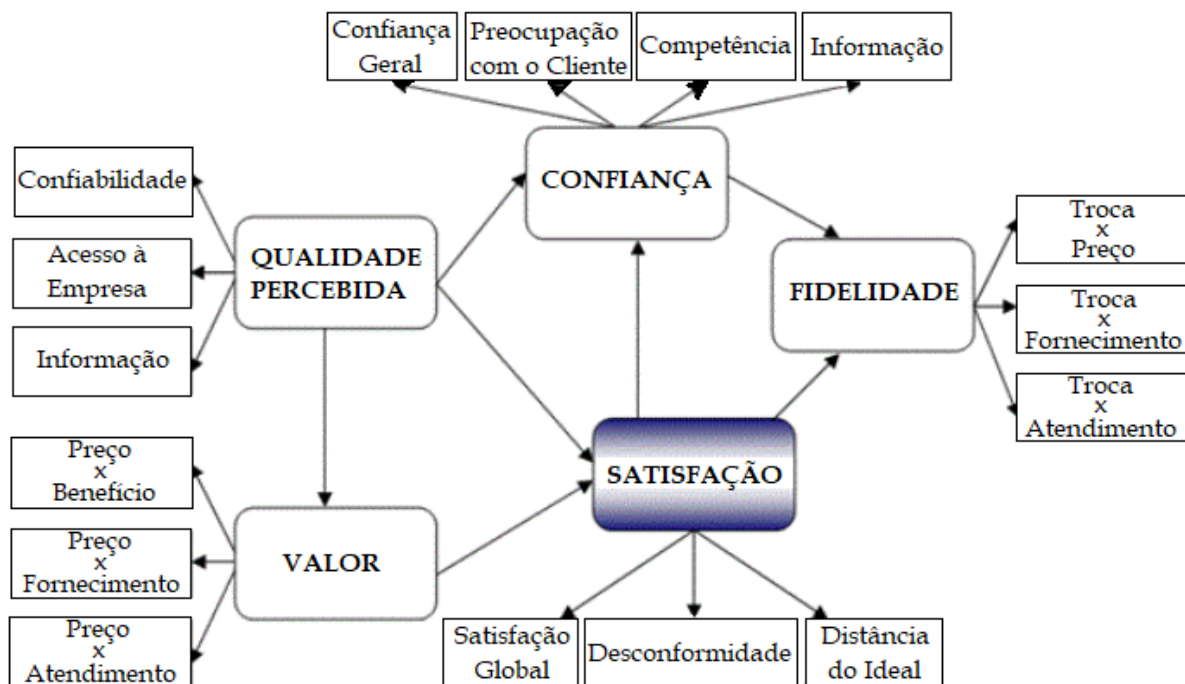 Confiança
Geral
Preocupação
com o Cliente
Competência
Informação
CONFIANÇA
Confiabilidade
Acesso à
Empresa
Informação
QUALIDADE
PERCEBIDA
FIDELIDADE
Troca
x
Preço
Troca
x
Fornecimento
Troca
x
Atendimento
Preço
x
Benefício
Preço
x
Fornecimento
Preço
x
Atendimento
VALOR
SATISFAÇÃO
Satisfação
Global
Desconformidade
Distância
do Ideal